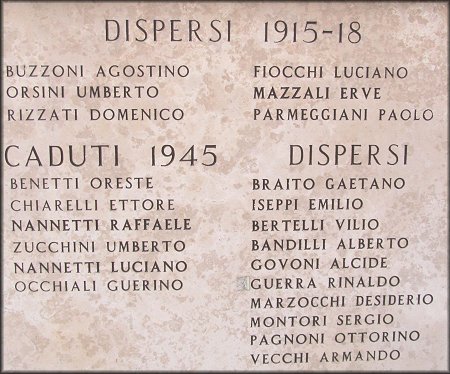 DISPERSI 1915-18
BUZZONI AGOSTINO
ORSINI UMBERTO
RIZZATI DOMENICO
FIOCCHI LUCIANO
MAZZALI ERVE
PARMEGGIANI PAOLO
CADUTI 1945
BENETTI ORESTE
CHIARELLI ETTORE
NANNETTI RAFFAELE
ZUCCHINI UMBERTO
NANNETTI LUCIANO
OCCHIALI GUERINO
DISPERSI
BRAITO GAETANO
ISEPPI EMILIO
BERTELLI VILIO
BANDILLI ALBERTO
GOVONI ALCIDE
GUERRA RINALDO
MARZOCCHI DESIDERIO
MONTORI SERGIO
PAGNONI OTTORINO
VECCHI ARMANDO